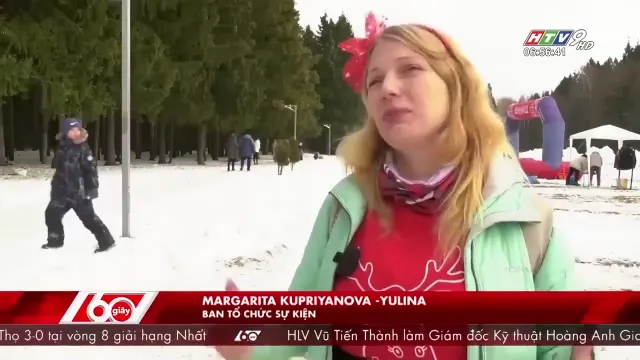 HTV9 HD
06:56:41
MARGARITA KUPRIYANOVA -YULINA
60 giây
BAN TỔ CHỨC SỰ KIỆN
Thọ 3-0 tại vòng 8 giải hạng Nhất 60 HLV Vũ Tiến Thành làm Giám đốc Kỹ thuật Hoàng Anh Gia